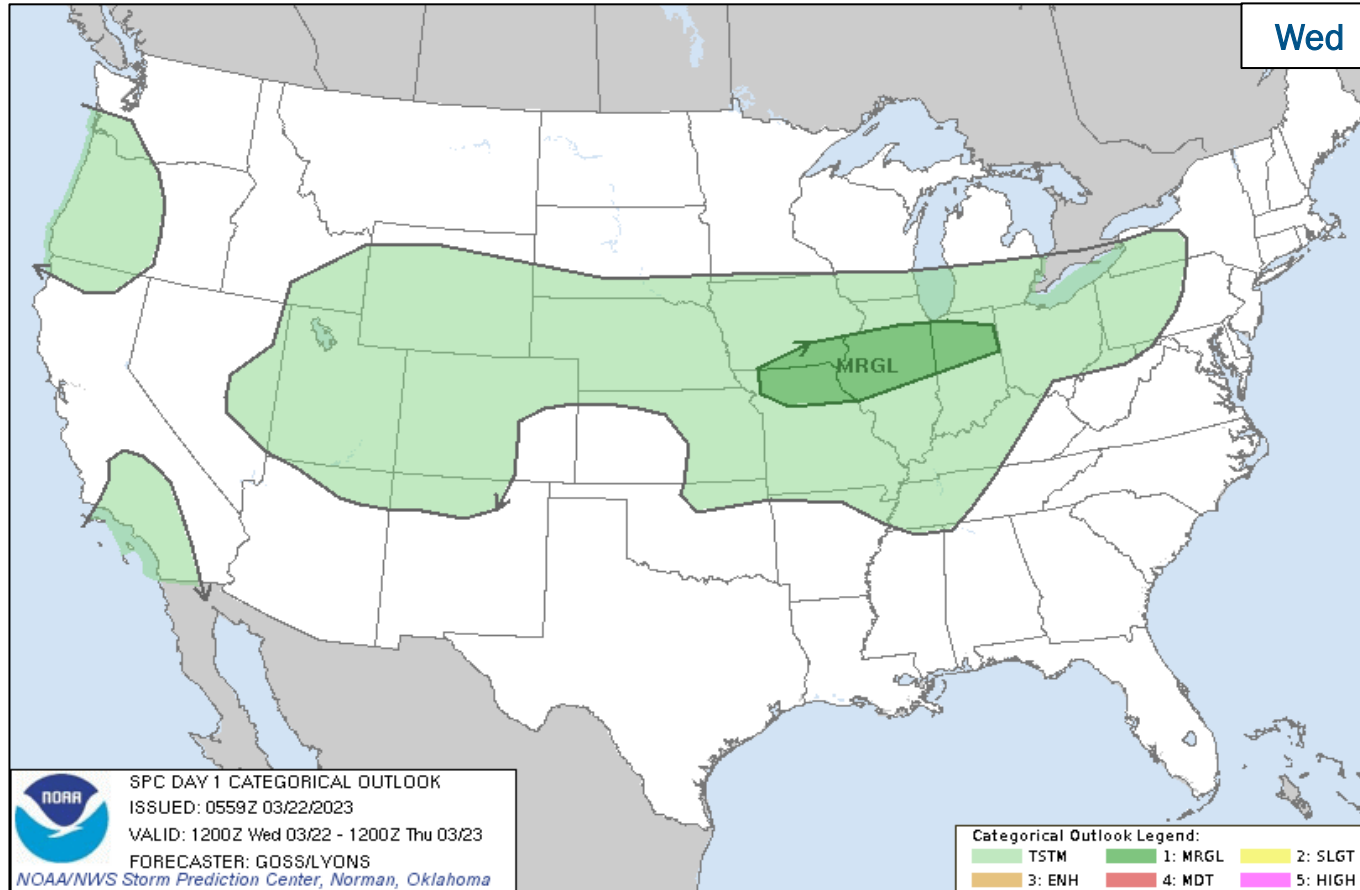 Wed
MRGL
NOAA
SPC DAY 1 CATEGORICAL OUTLOOK
ISSUED: 0559Z 03/22/2023
VALID: 1200Z Wed 03/22 - 1200Z Thu 03/23
FORECASTER: GOSS/LYONS
NOAA/NWS Storm Prediction Center, Norman, Oklahoma
Categorical Outlook Legend:
TSTM 1: MRGL 2: SLGT
3: ENH 4: MDT 5: HIGH